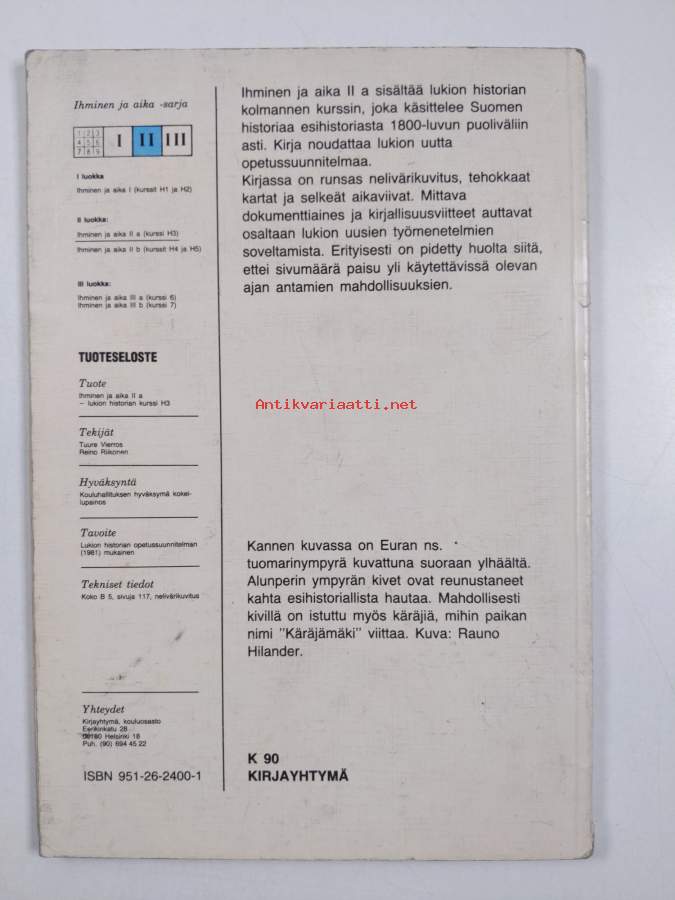 Ihminen ja aika -sarja
1 2 3
4 5 6
7 8 9
I II III
I luokka
Ihminen ja aika I (kurssit H1 ja H2)
II luokka:
Ihminen ja aika II a (kurssi H3)
Ihminen ja aika II b (kurssit H4 ja H5)
III luokka:
Ihminen ja aika III a (kurssi 6)
Ihminen ja aika III b (kurssi 7)
TUOTESELOSTE
Tuote
Ihminen ja aika II a
– lukion historian kurssi H3
Tekijät
Tuure Vierros
Reino Riikonen
Hyväksyntä
Kouluhallituksen hyväksymä kokei-
lupainos
Tavoite
Lukion historian opetussuunnitelman
(1981) mukainen
Tekniset tiedot
Koko B 5, sivuja 117, nelivärikuvitus
Yhteydet
Kirjayhtymä, kouluosasto
Eerikinkatu 28
00180 Helsinki 18
Puh. (90) 694 45 22
ISBN 951-26-2400-1
Ihminen ja aika II a sisältää lukion historian
kolmannen kurssin, joka käsittelee Suomen
historiaa esihistoriasta 1800-luvun puoliväliin
asti. Kirja noudattaa lukion uutta
opetussuunnitelmaa.
Kirjassa on runsas nelivärikuvitus, tehokkaat
kartat ja selkeät aikaviivat. Mittava
dokumenttiaines ja kirjallisuusviitteet auttavat
osaltaan lukion uusien työmenetelmien
soveltamista. Erityisesti on pidetty huolta siitä,
ettei sivumäärä paisu yli käytettävissä olevan
ajan antamien mahdollisuuksien.
Antikvariaatti.net
Kannen kuvassa on Euran ns.
tuomarinympyrä kuvattuna suoraan ylhäältä.
Alunperin ympyrän kivet ovat reunustaneet
kahta esihistoriallista hautaa. Mahdollisesti
kivillä on istuttu myös käräjiä, mihin paikan
nimi "Käräjämäki" viittaa. Kuva: Rauno
Hilander.
K 90
KIRJAYHTYMÄ